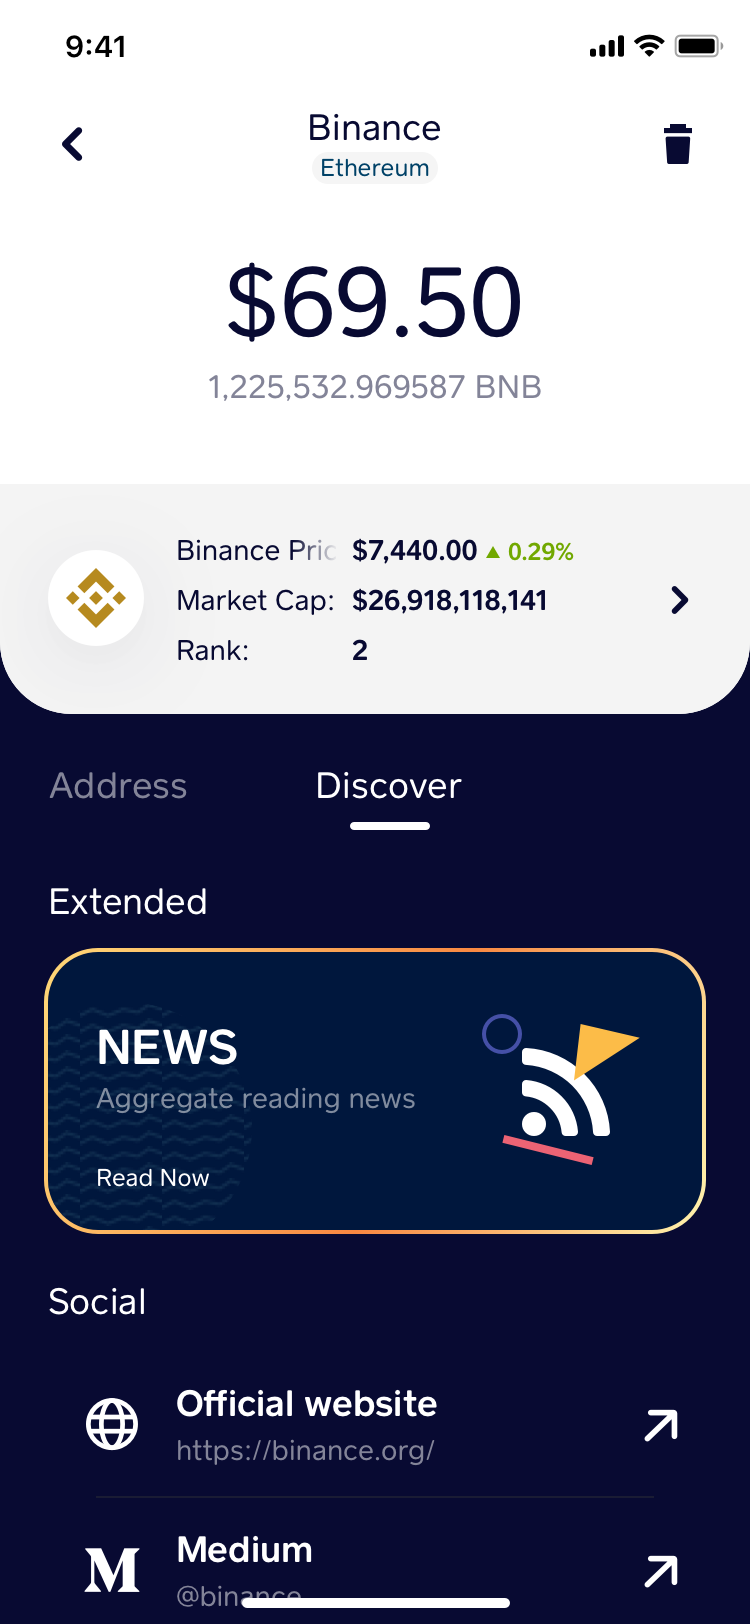 9:41
Binance
Ethereum
$69.50
1,225,532.969587 BNB
Binance Pric $7,440.00 ▲ 0.29%
Market Cap: $26,918,118,141
Rank: 2
Address Discover
Extended
NEWS
Aggregate reading news
Read Now
Social
Official website
https://binance.org/
Medium
@binance